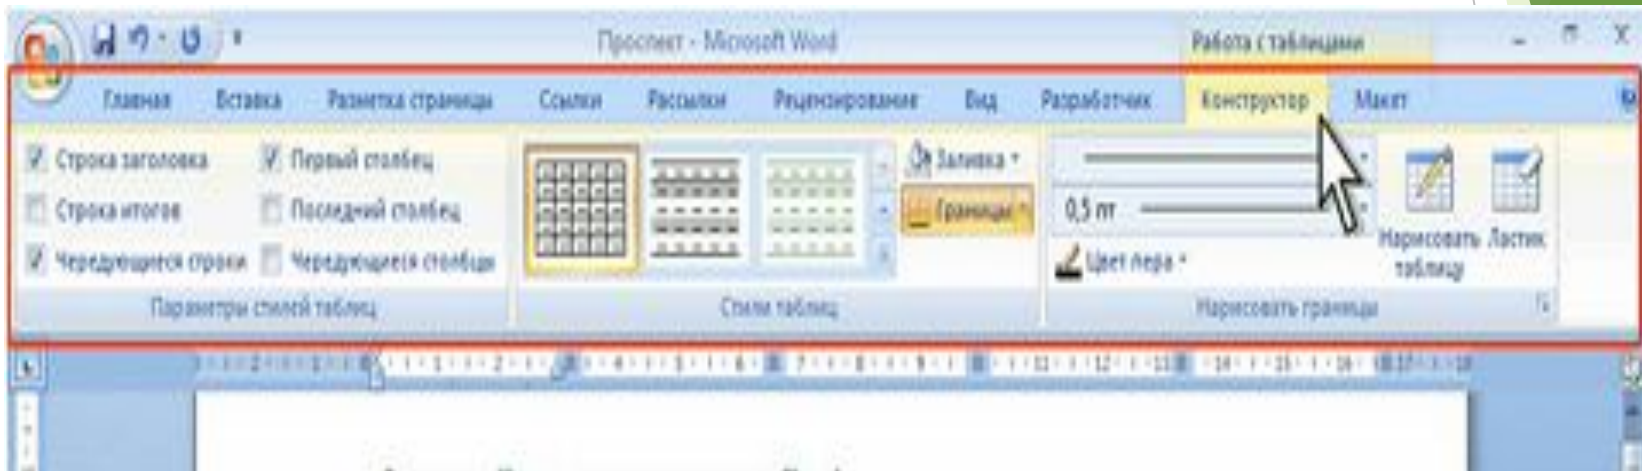 Проспект - Microsoft Word Работа с таблицами
Главная Вставка Разметка страницы Ссылки Рассылки Рецензирование Вид Разработчик Конструктор Макет
Строка заголовка Первый столбец Заливка
Строка итогов Последний столбец Границы 0,5 пт
Чередующиеся строки Чередующиеся столбцы Цвет пера Нарисовать таблицу Ластик
Параметры стилей таблиц Стили таблиц Нарисовать границы